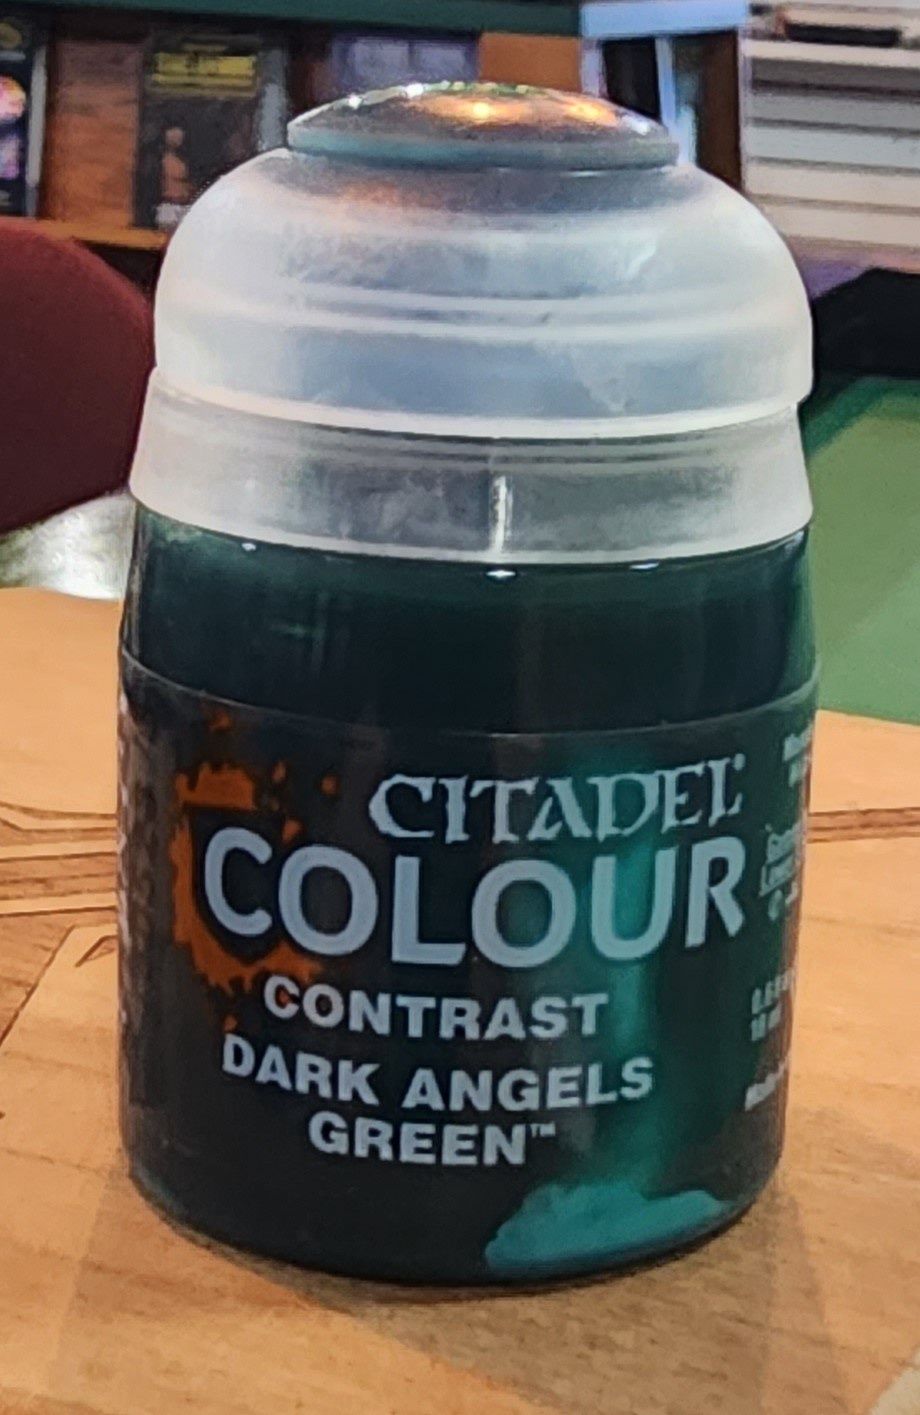 CITADEL
COLOUR
CONTRAST
DARK ANGELS
GREEN™